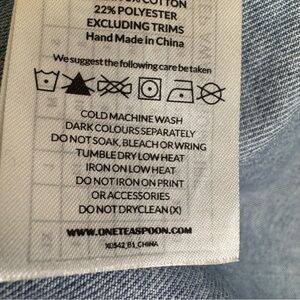 COTTON
22% POLYESTER
EXCLUDING TRIMS
Hand Made in China
We suggest the following care be taken
COLD MACHINE WASH
DARK COLOURS SEPARATELY
DO NOT SOAK, BLEACH OR WRING
TUMBLE DRY LOW HEAT
IRON ON LOW HEAT
DO NOT IRON ON PRINT
OR ACCESSORIES
DO NOT DRYCLEAN (X)
WWW.ONETEASPOON.COM